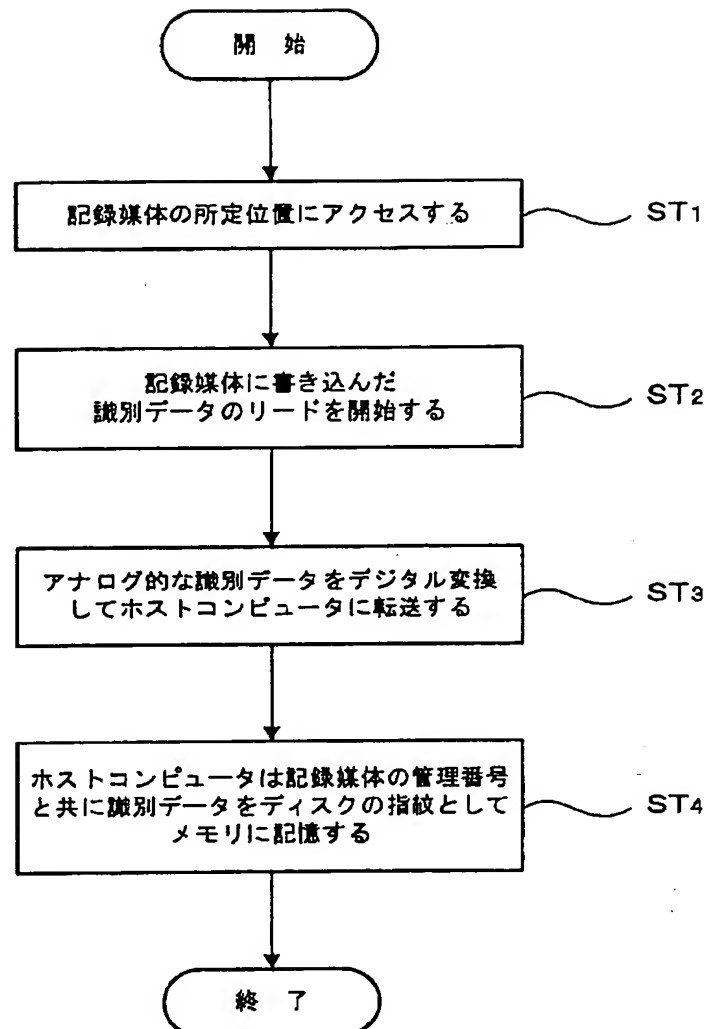 開 始
記録媒体の所定位置にアクセスする
ST1
記録媒体に書き込んだ
識別データのリードを開始する
ST2
アナログ的な識別データをデジタル変換
してホストコンピュータに転送する
ST3
ホストコンピュータは記録媒体の管理番号
と共に識別データをディスクの指紋として
メモリに記憶する
ST4
終 了